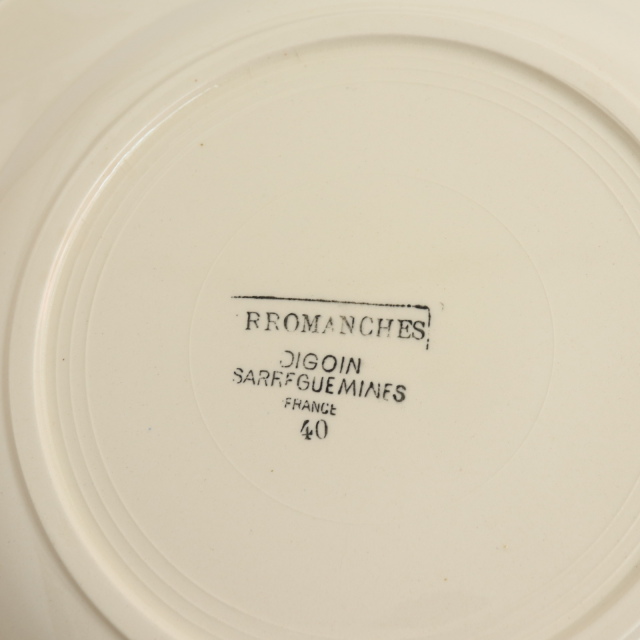 RROMANCHES
DIGOIN
SARREGUEMINES
FRANCE
40